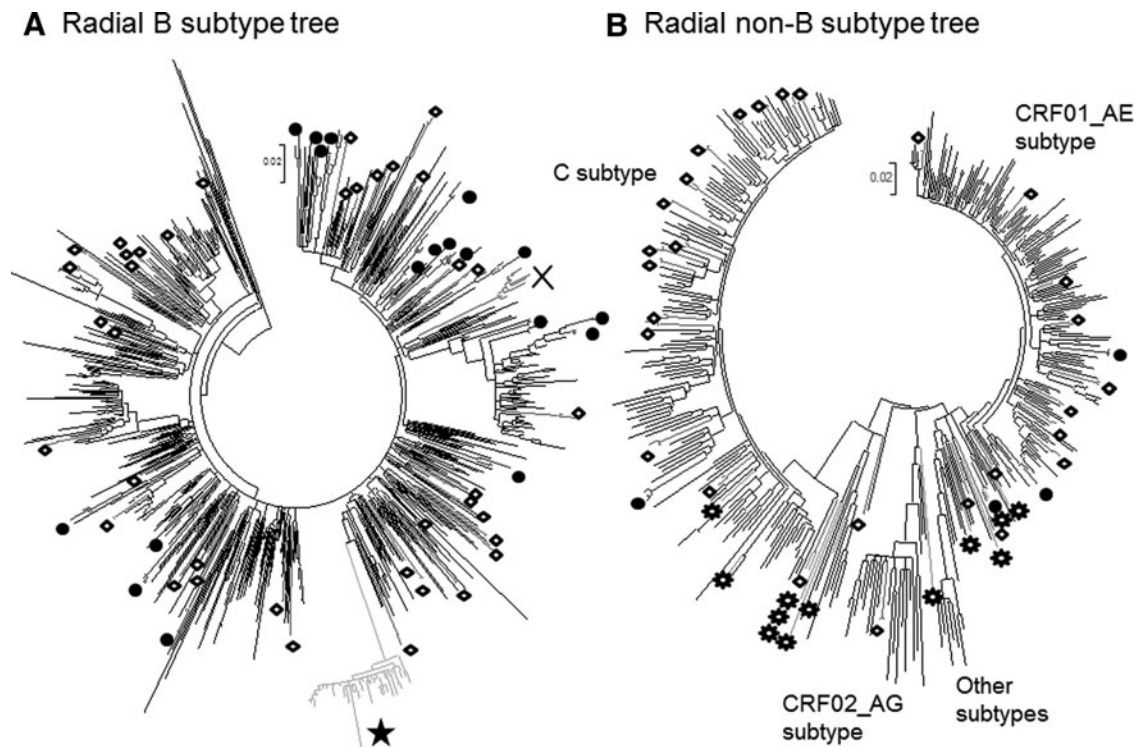 A Radial B subtype tree
B Radial non-B subtype tree
0.02
C subtype
0.02
CRF01_AE
subtype
CRF02_AG
subtype
Other
subtypes